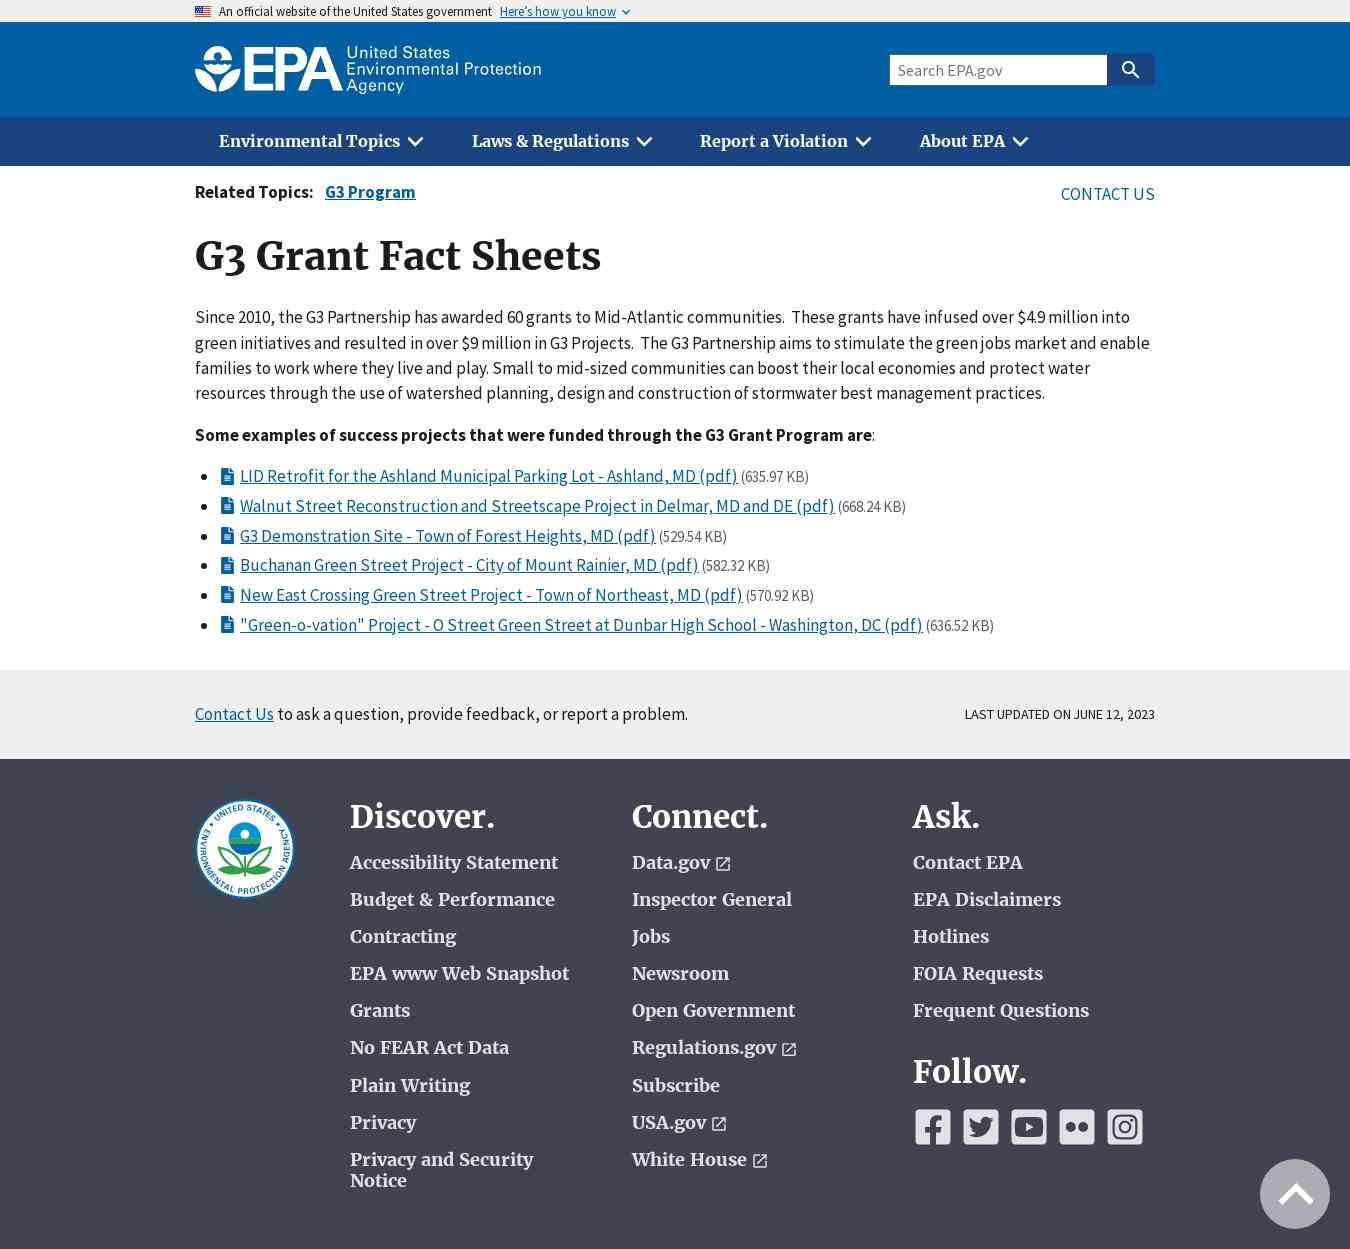 An official website of the United States government Here's how you know
EPA United States
Environmental Protection
Agency
Search EPA.gov
Environmental Topics Laws & Regulations Report a Violation About EPA
Related Topics: G3 Program CONTACT US
G3 Grant Fact Sheets
Since 2010, the G3 Partnership has awarded 60 grants to Mid-Atlantic communities. These grants have infused over $4.9 million into
green initiatives and resulted in over $9 million in G3 Projects. The G3 Partnership aims to stimulate the green jobs market and enable
families to work where they live and play. Small to mid-sized communities can boost their local economies and protect water
resources through the use of watershed planning, design and construction of stormwater best management practices.
Some examples of success projects that were funded through the G3 Grant Program are:
LID Retrofit for the Ashland Municipal Parking Lot - Ashland, MD (pdf) (635.97 KB)
Walnut Street Reconstruction and Streetscape Project in Delmar, MD and DE (pdf) (668.24 KB)
G3 Demonstration Site - Town of Forest Heights, MD (pdf) (529.54 KB)
Buchanan Green Street Project - City of Mount Rainier, MD (pdf) (582.32 KB)
New East Crossing Green Street Project - Town of Northeast, MD (pdf) (570.92 KB)
"Green-o-vation" Project - O Street Green Street at Dunbar High School - Washington, DC (pdf) (636.52 KB)
Contact Us to ask a question, provide feedback, or report a problem. LAST UPDATED ON JUNE 12, 2023
UNITED STATES
ENVIRONMENTAL PROTECTION AGENCY
Discover.
Accessibility Statement
Budget & Performance
Contracting
EPA www Web Snapshot
Grants
No FEAR Act Data
Plain Writing
Privacy
Privacy and Security
Notice
Connect.
Data.gov
Inspector General
Jobs
Newsroom
Open Government
Regulations.gov
Subscribe
USA.gov
White House
Ask.
Contact EPA
EPA Disclaimers
Hotlines
FOIA Requests
Frequent Questions
Follow.